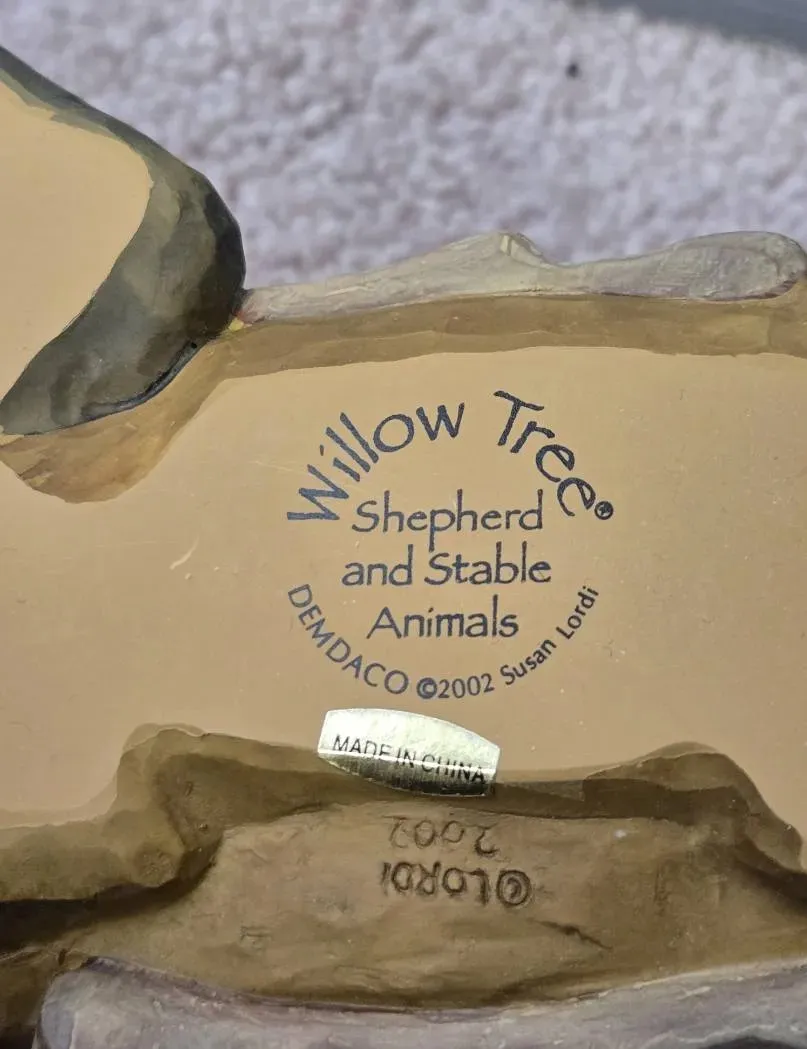 Willow Tree®
Shepherd
and Stable
Animals
DEMDACO ©2002 Susan Lordi
MADE IN CHINA
©LORDI
2002